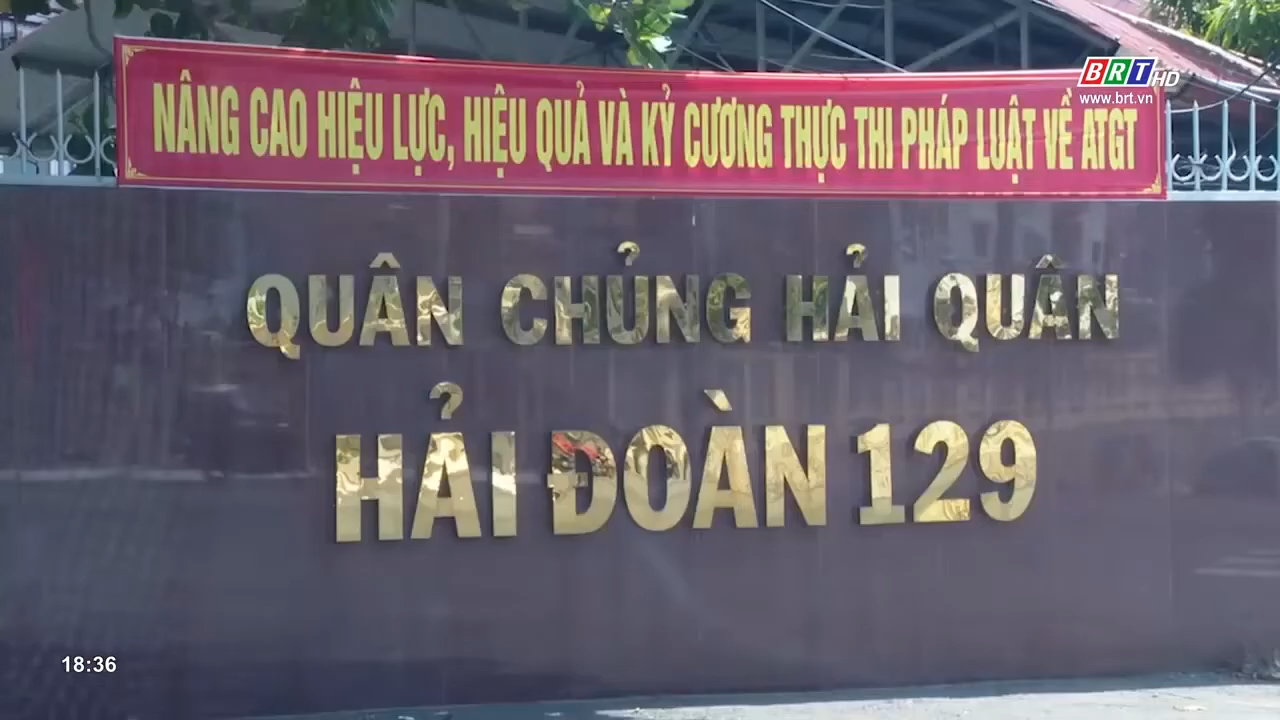 BRT HD
www.brt.vn
NÂNG CAO HIỆU LỰC, HIỆU QUẢ VÀ KỶ CƯƠNG THỰC THI PHÁP LUẬT VỀ ATGT
QUÂN CHỦNG HẢI QUÂN
HẢI ĐOÀN 129
18:36